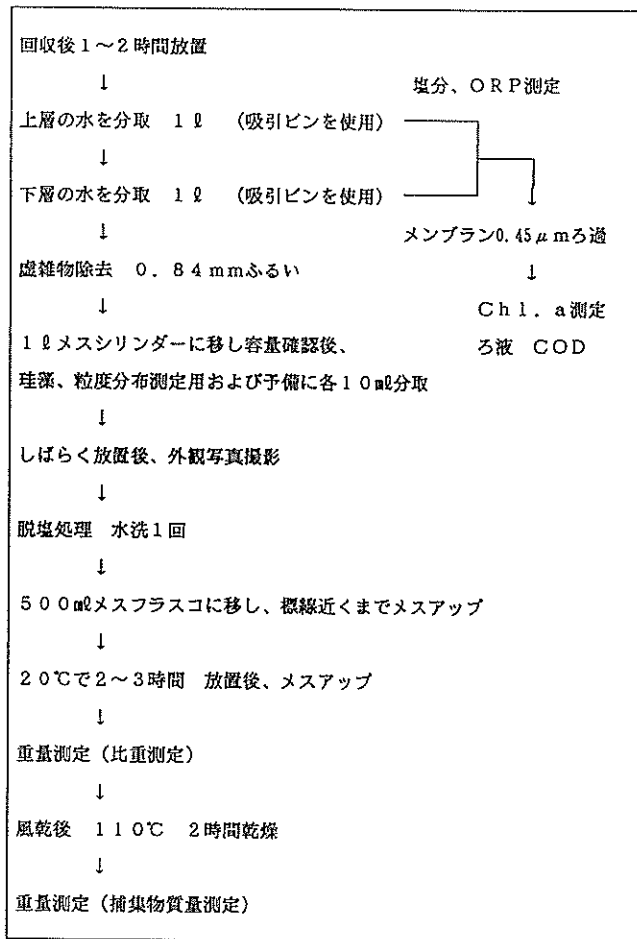 回収後1～2時間放置
↓
塩分、ORP測定
上層の水を分取 1ℓ (吸引ビンを使用)
↓
下層の水を分取 1ℓ (吸引ビンを使用)
↓
↓
メンブラン0.45μmろ過
虚雑物除去 0.84mmふるい
↓
↓
Chl.a測定
1ℓメスシリンダーに移し容量確認後、
ろ液 COD
珪藻、粒度分布測定用および予備に各10mℓ分取
↓
しばらく放置後、外観写真撮影
↓
脱塩処理 水洗1回
↓
500mℓメスフラスコに移し、標線近くまでメスアップ
↓
20℃で2～3時間 放置後、メスアップ
↓
重量測定(比重測定)
↓
風乾後 110℃ 2時間乾燥
↓
重量測定(捕集物質量測定)